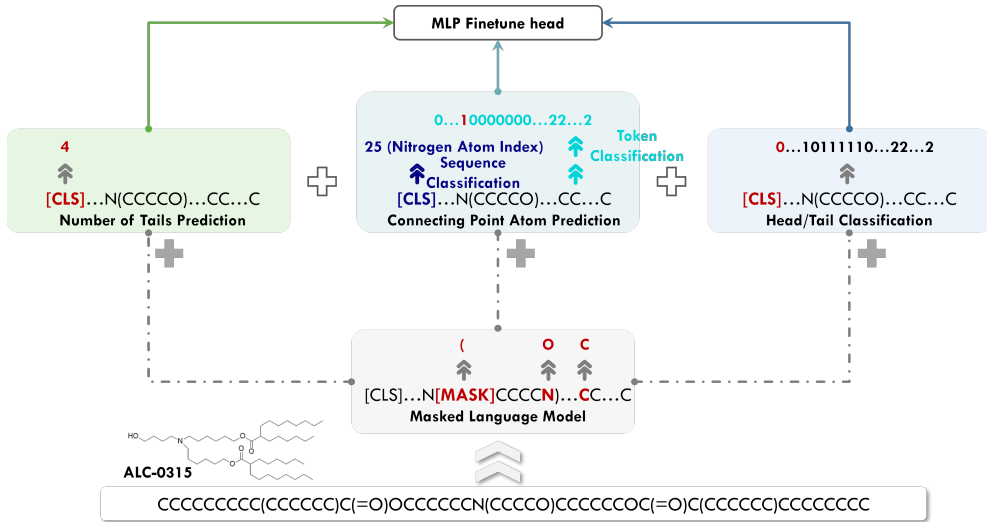 MLP Finetune head
4
[CLS]...N(CCCCO)...CC...C
Number of Tails Prediction
0...10000000...22...2
25 (Nitrogen Atom Index)
Sequence
Classification
Token
Classification
[CLS]...N(CCCCO)...CC...C
Connecting Point Atom Prediction
0...10111110...22...2
[CLS]...N(CCCCO)...CC...C
Head/Tail Classification
( O C
[CLS]...N[MASK]CCCCN)...CC...C
Masked Language Model
HO N O O O O
ALC-0315
CCCCCCCCC(CCCCCC)C(=O)OCCCCCCN(CCCCO)CCCCCCOC(=O)C(CCCCCC)CCCCCCCC